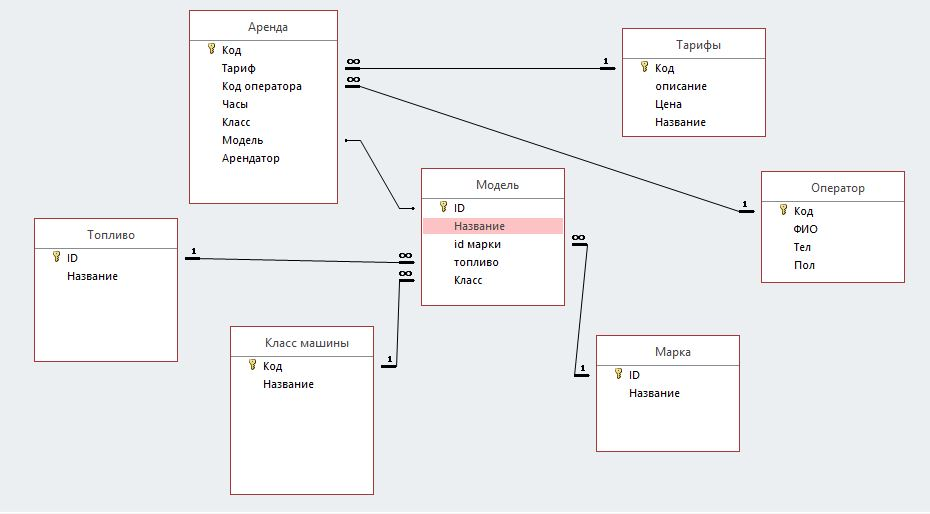 Аренда
Код
Тариф
Код оператора
Часы
Класс
Модель
Арендатор
∞
1
∞
Тарифы
Код
описание
Цена
Название
Модель
ID
Название
id марки
топливо
Класс
1
Оператор
Код
ФИО
Тел
Пол
Топливо
ID
Название
1
∞
∞
∞
Класс машины
Код
Название
1
1
Марка
ID
Название